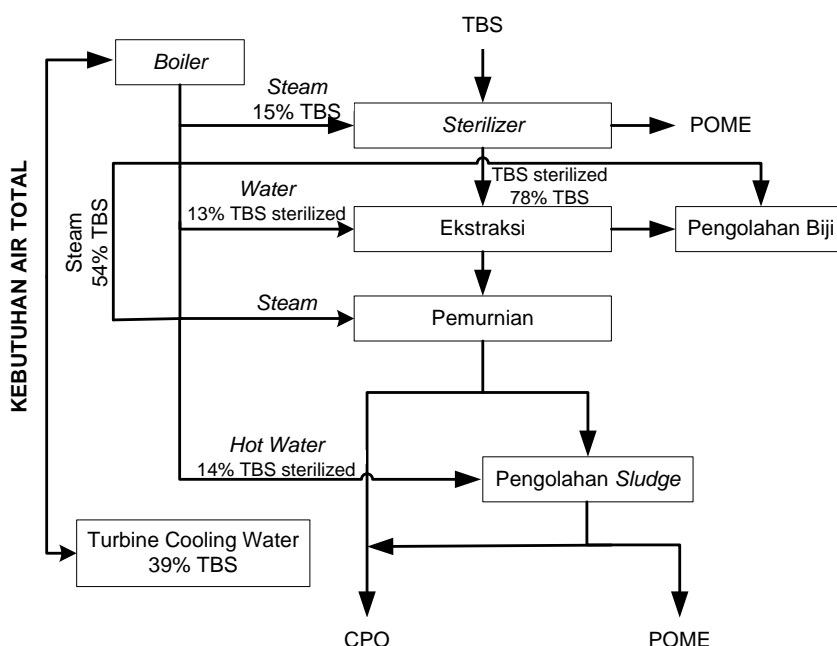 TBS
Boiler
Steam
15% TBS
Sterilizer
POME
TBS sterilized
78% TBS
Water
13% TBS sterilized
Ekstraksi
Pengolahan Biji
Steam
54% TBS
KEBUTUHAN AIR TOTAL
Steam
Pemurnian
Hot Water
14% TBS sterilized
Pengolahan Sludge
Turbine Cooling Water
39% TBS
CPO
POME